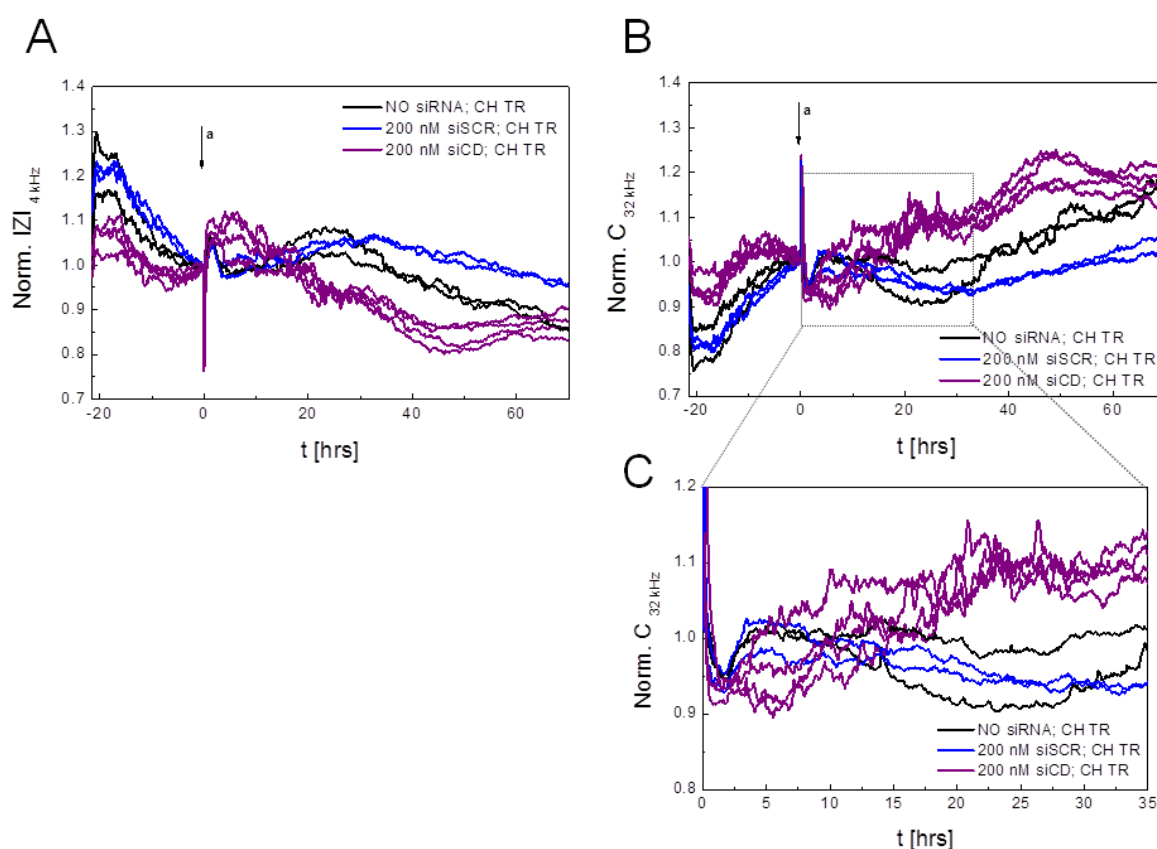 A
Norm. IZI 4 kHz
1.4
1.3
1.2
1.1
1.0
0.9
0.8
0.7
a
NO siRNA; CH TR
200 nM siSCR; CH TR
200 nM siCD; CH TR
-20 0 20 40 60
t [hrs]
B
Norm. C 32 kHz
1.4
1.3
1.2
1.1
1.0
0.9
0.8
0.7
a
NO siRNA; CH TR
200 nM siSCR; CH TR
200 nM siCD; CH TR
-20 0 20 40 60
t [hrs]
C
Norm. C 32 kHz
1.2
1.1
1.0
0.9
0.8
NO siRNA; CH TR
200 nM siSCR; CH TR
200 nM siCD; CH TR
0 5 10 15 20 25 30 35
t [hrs]